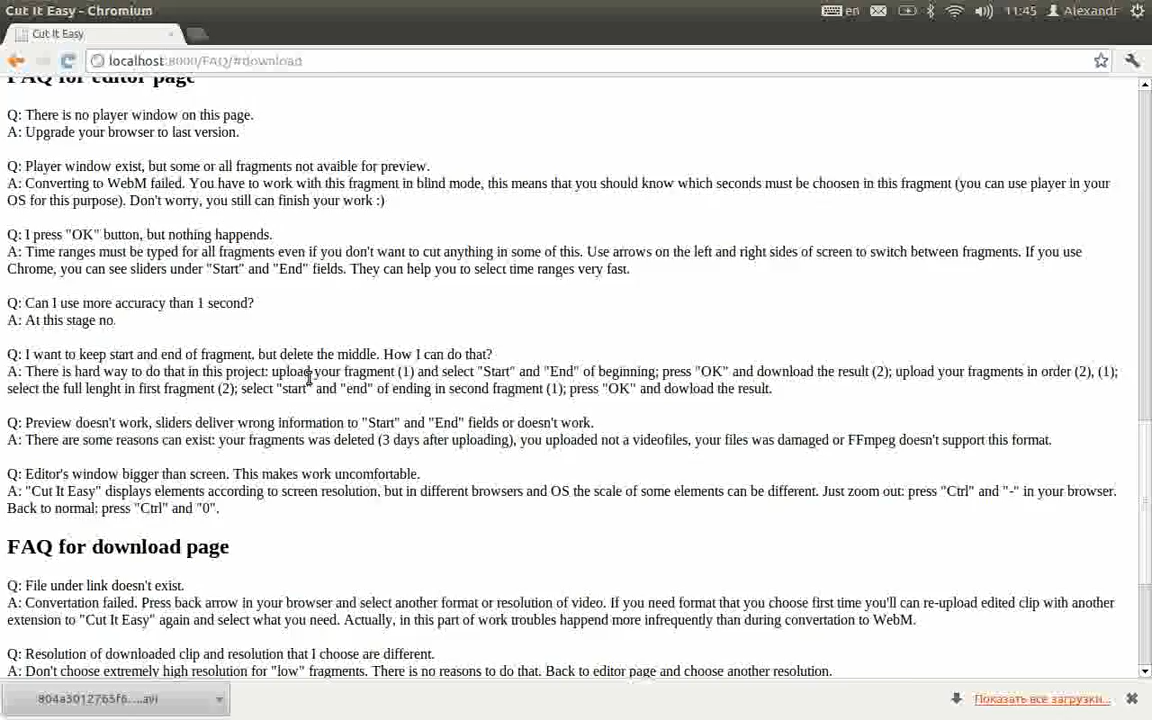 Cut It Easy - Chromium
en
11:45
Alexandr
Cut It Easy
localhost:8000/FAQ/#download
FAQ for editor page
Q: There is no player window on this page.
A: Upgrade your browser to last version.
Q: Player window exist, but some or all fragments not avaible for preview.
A: Converting to WebM failed. You have to work with this fragment in blind mode, this means that you should know which seconds must be choosen in this fragment (you can use player in your
OS for this purpose). Don't worry, you still can finish your work :)
Q: I press "OK" button, but nothing happends.
A: Time ranges must be typed for all fragments even if you don't want to cut anything in some of this. Use arrows on the left and right sides of screen to switch between fragments. If you use
Chrome, you can see sliders under "Start" and "End" fields. They can help you to select time ranges very fast.
Q: Can I use more accuracy than 1 second?
A: At this stage no.
Q: I want to keep start and end of fragment, but delete the middle. How I can do that?
A: There is hard way to do that in this project: upload your fragment (1) and select "Start" and "End" of beginning; press "OK" and download the result (2); upload your fragments in order (2), (1);
select the full lenght in first fragment (2); select "start" and "end" of ending in second fragment (1); press "OK" and dowload the result.
Q: Preview doesn't work, sliders deliver wrong information to "Start" and "End" fields or doesn't work.
A: There are some reasons can exist: your fragments was deleted (3 days after uploading), you uploaded not a videofiles, your files was damaged or FFmpeg doesn't support this format.
Q: Editor's window bigger than screen. This makes work uncomfortable.
A: "Cut It Easy" displays elements according to screen resolution, but in different browsers and OS the scale of some elements can be different. Just zoom out: press "Ctrl" and "-" in your browser.
Back to normal: press "Ctrl" and "0".
FAQ for download page
Q: File under link doesn't exist.
A: Convertation failed. Press back arrow in your browser and select another format or resolution of video. If you need format that you choose first time you'll can re-upload edited clip with another
extension to "Cut It Easy" again and select what you need. Actually, in this part of work troubles happend more infrequently than during convertation to WebM.
Q: Resolution of downloaded clip and resolution that I choose are different.
A: Don't choose extremely high resolution for "low" fragments. There is no reasons to do that. Back to editor page and choose another resolution.
804a3012765f6....avi
Показать все загрузки...